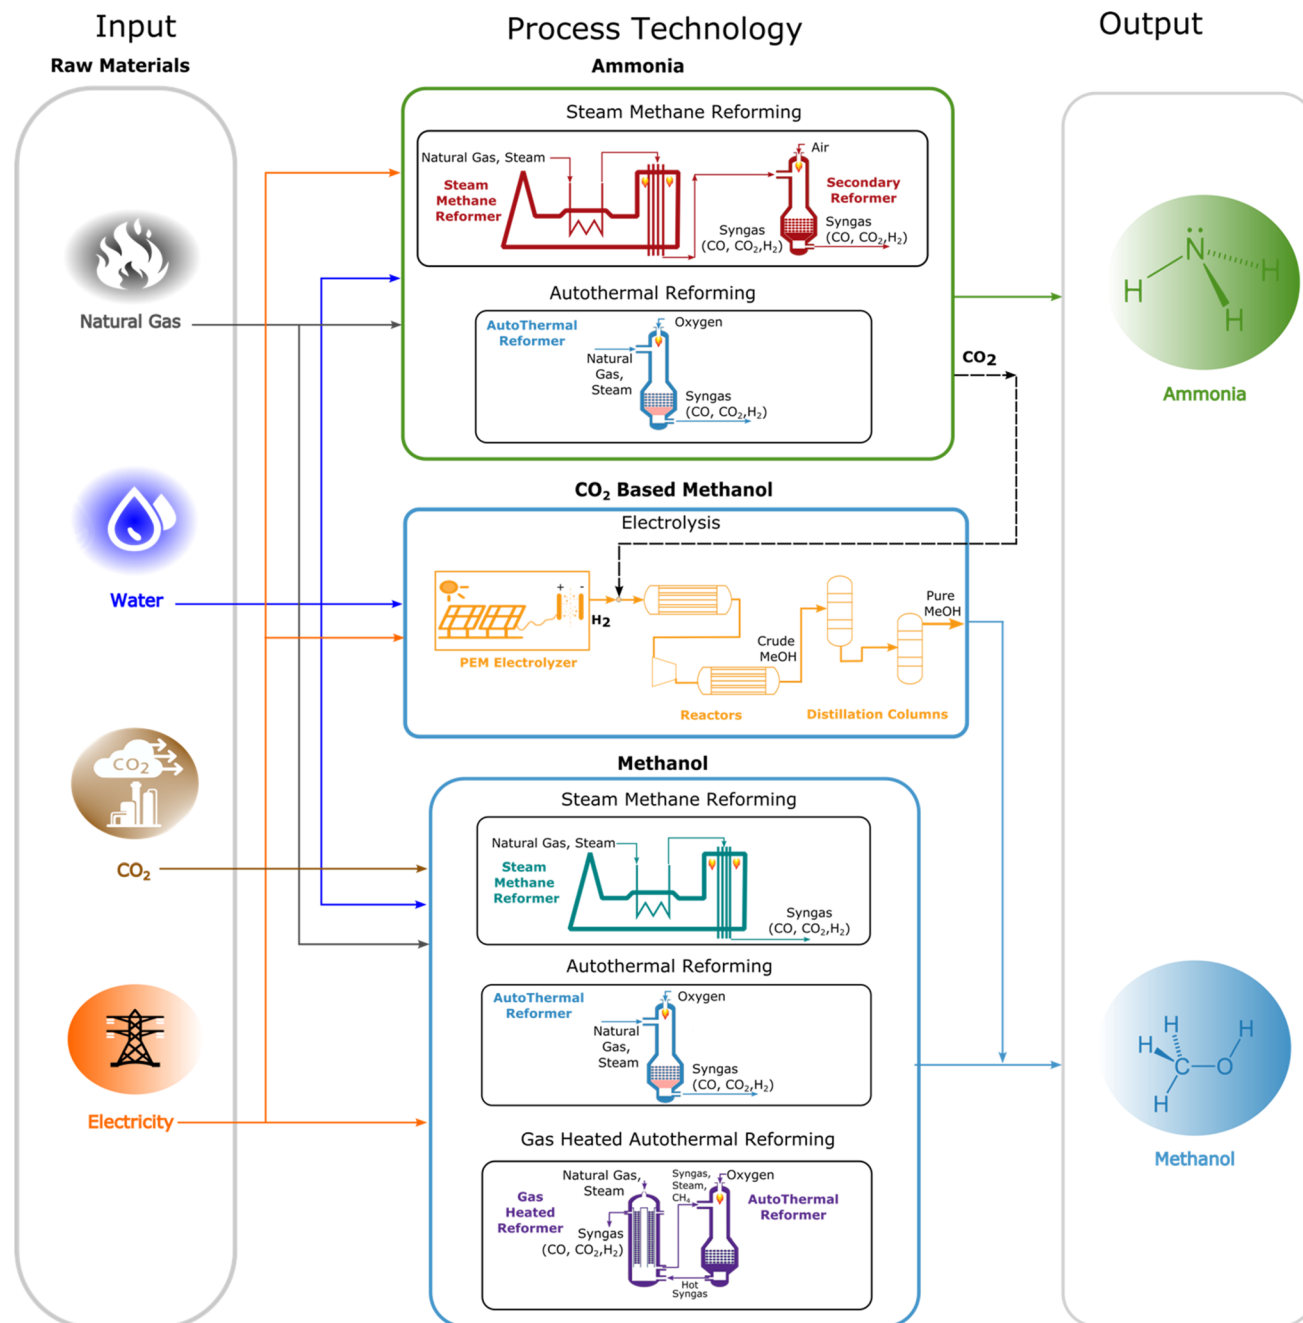 Input
Process Technology
Output
Raw Materials
Ammonia
Steam Methane Reforming
Natural Gas, Steam
Steam
Methane
Reformer
Air
Secondary
Reformer
Syngas
(CO, CO₂,H₂)
Syngas
(CO, CO₂,H₂)
Autothermal Reforming
AutoThermal
Reformer
Oxygen
Natural
Gas,
Steam
Syngas
(CO, CO₂,H₂)
Natural Gas
CO₂
N
H
H
H
Ammonia
CO₂ Based Methanol
Electrolysis
+ -
H₂
PEM Electrolyzer
Crude
MeOH
Pure
MeOH
Reactors
Distillation Columns
Water
CO₂
CO₂
Electricity
Methanol
Steam Methane Reforming
Natural Gas, Steam
Steam
Methane
Reformer
Syngas
(CO, CO₂,H₂)
Autothermal Reforming
AutoThermal
Reformer
Oxygen
Natural
Gas,
Steam
Syngas
(CO, CO₂,H₂)
Gas Heated Autothermal Reforming
Natural Gas,
Steam
Gas
Heated
Reformer
Syngas
(CO, CO₂,H₂)
Syngas,
Steam,
CH₄
Oxygen
AutoThermal
Reformer
Hot
Syngas
H
H
H
C
O
H
Methanol